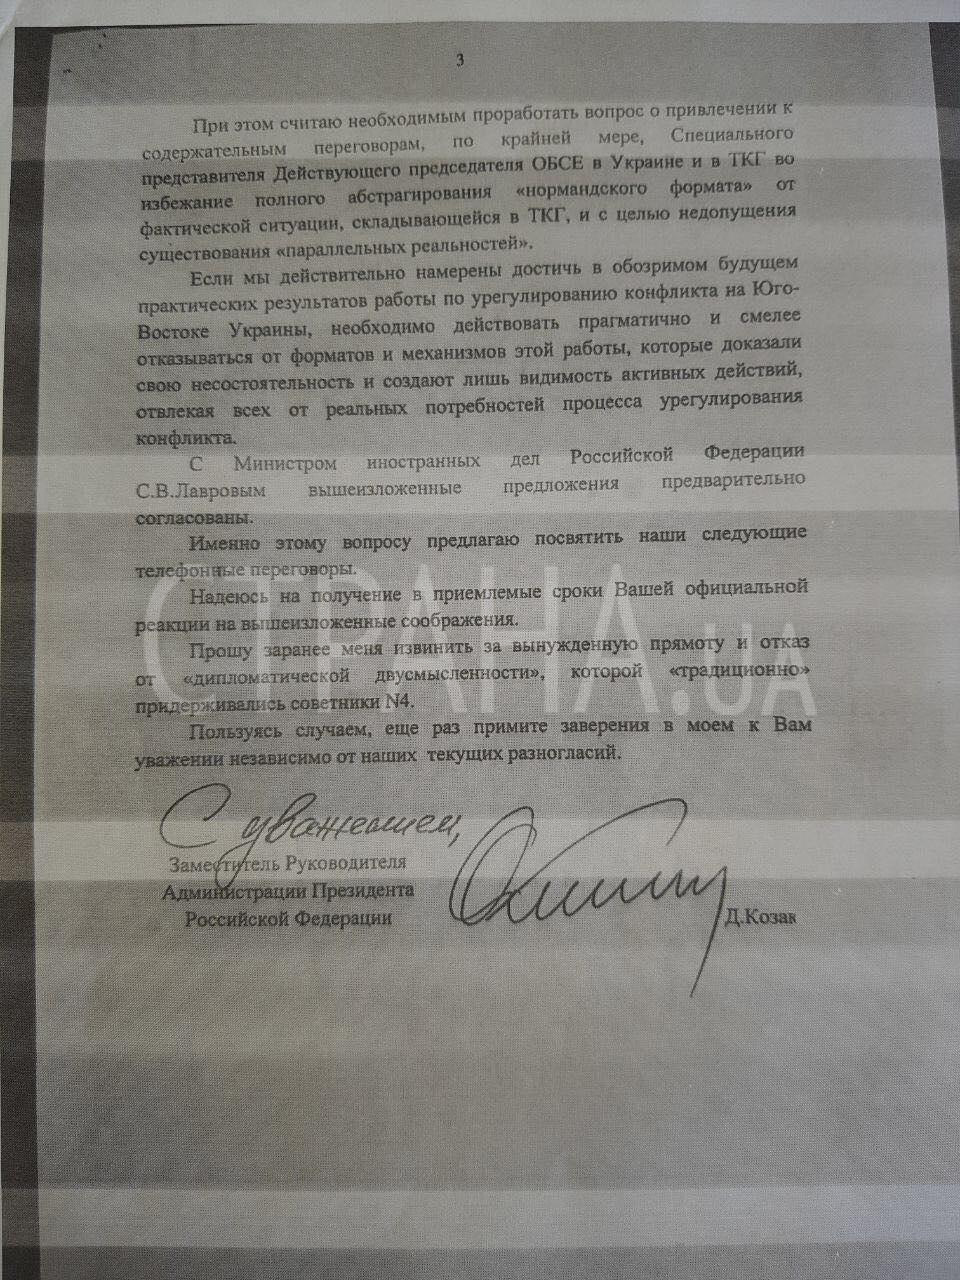 3
При этом считаю необходимым проработать вопрос о привлечении к
содержательным переговорам, по крайней мере, Специального
представителя Действующего председателя ОБСЕ в Украине и в ТКГ во
избежание полного абстрагирования «нормандского формата» от
фактической ситуации, складывающейся в ТКГ, и с целью недопущения
существования «параллельных реальностей».
Если мы действительно намерены достичь в обозримом будущем
практических результатов работы по урегулированию конфликта на Юго-
Востоке Украины, необходимо действовать прагматично и смелее
отказываться от форматов и механизмов этой работы, которые доказали
свою несостоятельность и создают лишь видимость активных действий,
отвлекая всех от реальных потребностей процесса урегулирования
конфликта.
С Министром иностранных дел Российской Федерации
С.В.Лавровым вышеизложенные предложения предварительно
согласованы.
Именно этому вопросу предлагаю посвятить наши следующие
телефонные переговоры.
Надеюсь на получение в приемлемые сроки Вашей официальной
реакции на вышеизложенные соображения.
Прошу заранее меня извинить за вынужденную прямоту и отказ
от «дипломатической двусмысленности», которой «традиционно»
придерживались советники N4.
Пользуясь случаем, еще раз примите заверения в моем к Вам
уважении независимо от наших текущих разногласий.
С уважением,
Заместитель Руководителя
Администрации Президента
Российской Федерации
Д.Козак
СТРАНА.UA